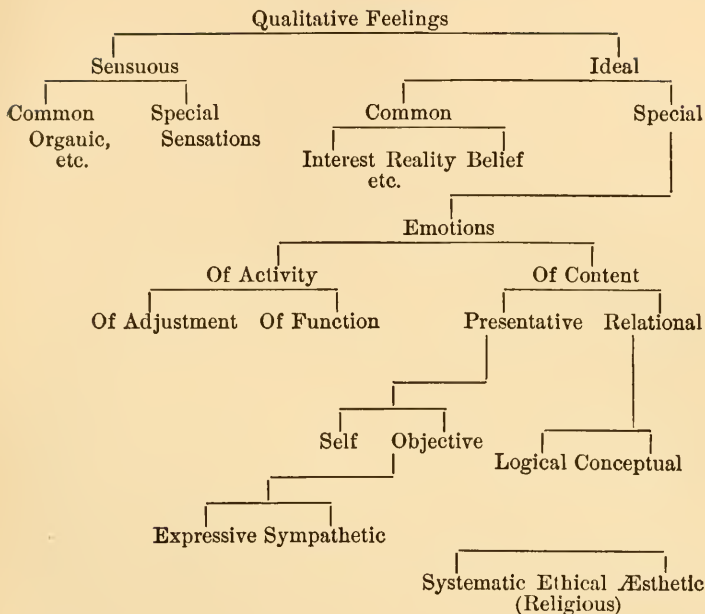 Qualitative Feelings
Sensuous Ideal
Common Special Common Special
Organic, Sensations
etc.
Interest Reality Belief
etc.
Emotions
Of Activity Of Content
Of Adjustment Of Function Presentative Relational
Self Objective
Logical Conceptual
Expressive Sympathetic
Systematic Ethical Æsthetic
(Religious)